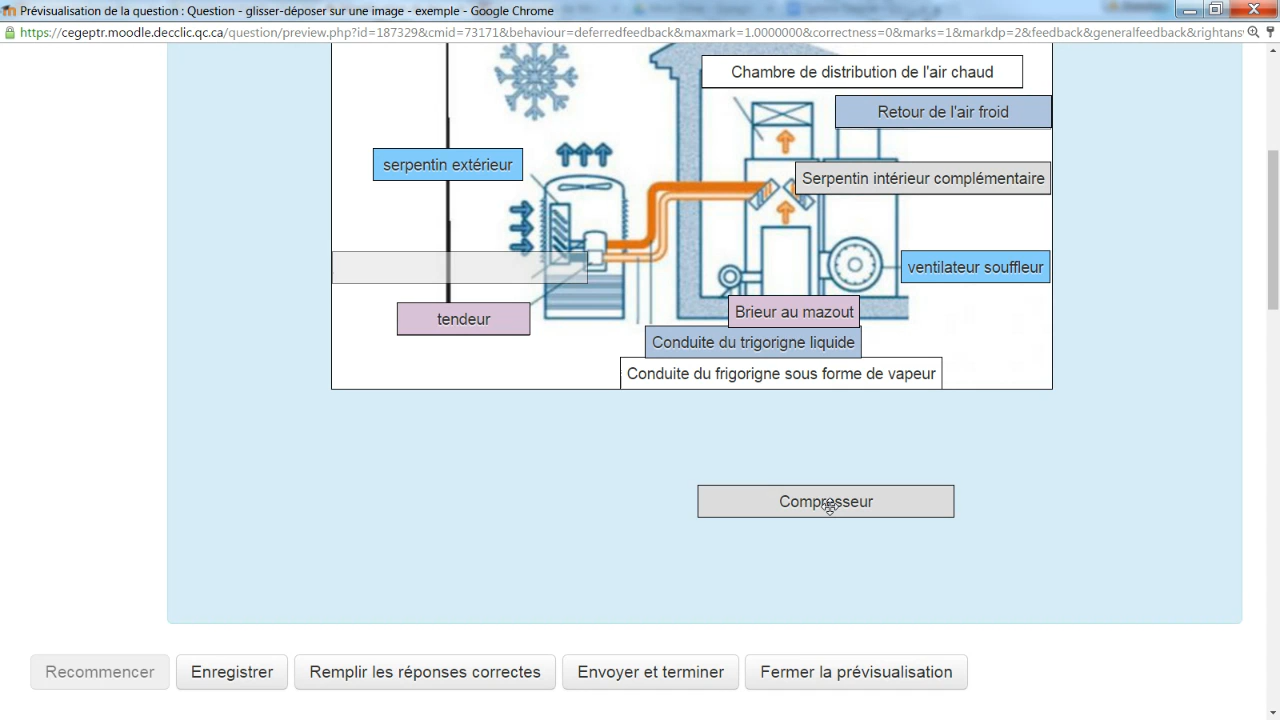 Prévisualisation de la question : Question - glisser-déposer sur une image - exemple - Google Chrome
https://cegeptr.moodle.decclic.qc.ca/question/preview.php?id=187329&cmid=73171&behaviour=deferredfeedback&maxmark=1.0000000&correctness=0&marks=1&markdp=2&feedback&generalfeedback&rightansv
Chambre de distribution de l'air chaud
Retour de l'air froid
serpentin extérieur
Serpentin intérieur complémentaire
ventilateur souffleur
tendeur
Brieur au mazout
Conduite du trigorigne liquide
Conduite du frigorigne sous forme de vapeur
Compresseur
Recommencer
Enregistrer
Remplir les réponses correctes
Envoyer et terminer
Fermer la prévisualisation